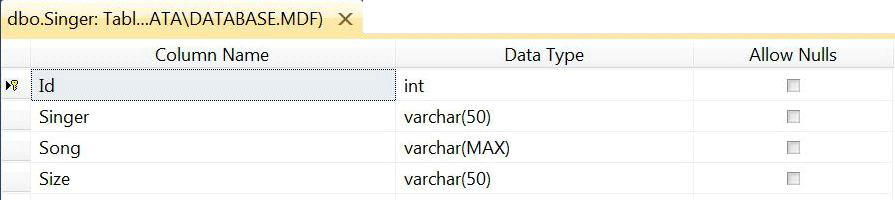 dbo.Singer: Tabl...ATA\DATABASE.MDF)
Column Name Data Type Allow Nulls
Id int
Singer varchar(50)
Song varchar(MAX)
Size varchar(50)